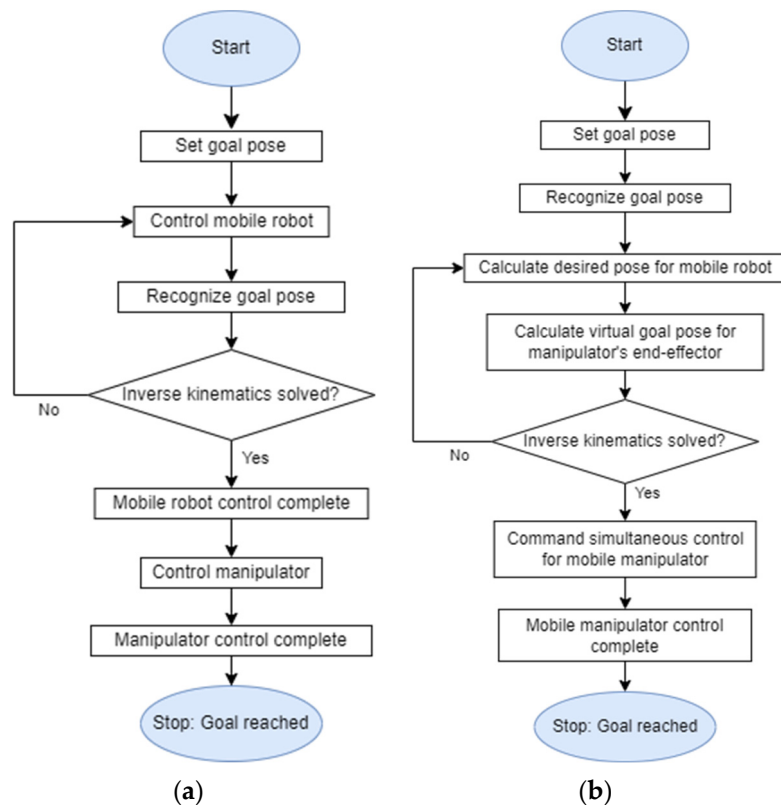 Start
Set goal pose
Control mobile robot
Recognize goal pose
Inverse kinematics solved?
No
Yes
Mobile robot control complete
Control manipulator
Manipulator control complete
Stop: Goal reached
(a)
Start
Set goal pose
Recognize goal pose
Calculate desired pose for mobile robot
Calculate virtual goal pose for
manipulator's end-effector
Inverse kinematics solved?
No
Yes
Command simultaneous control
for mobile manipulator
Mobile manipulator control
complete
Stop: Goal reached
(b)